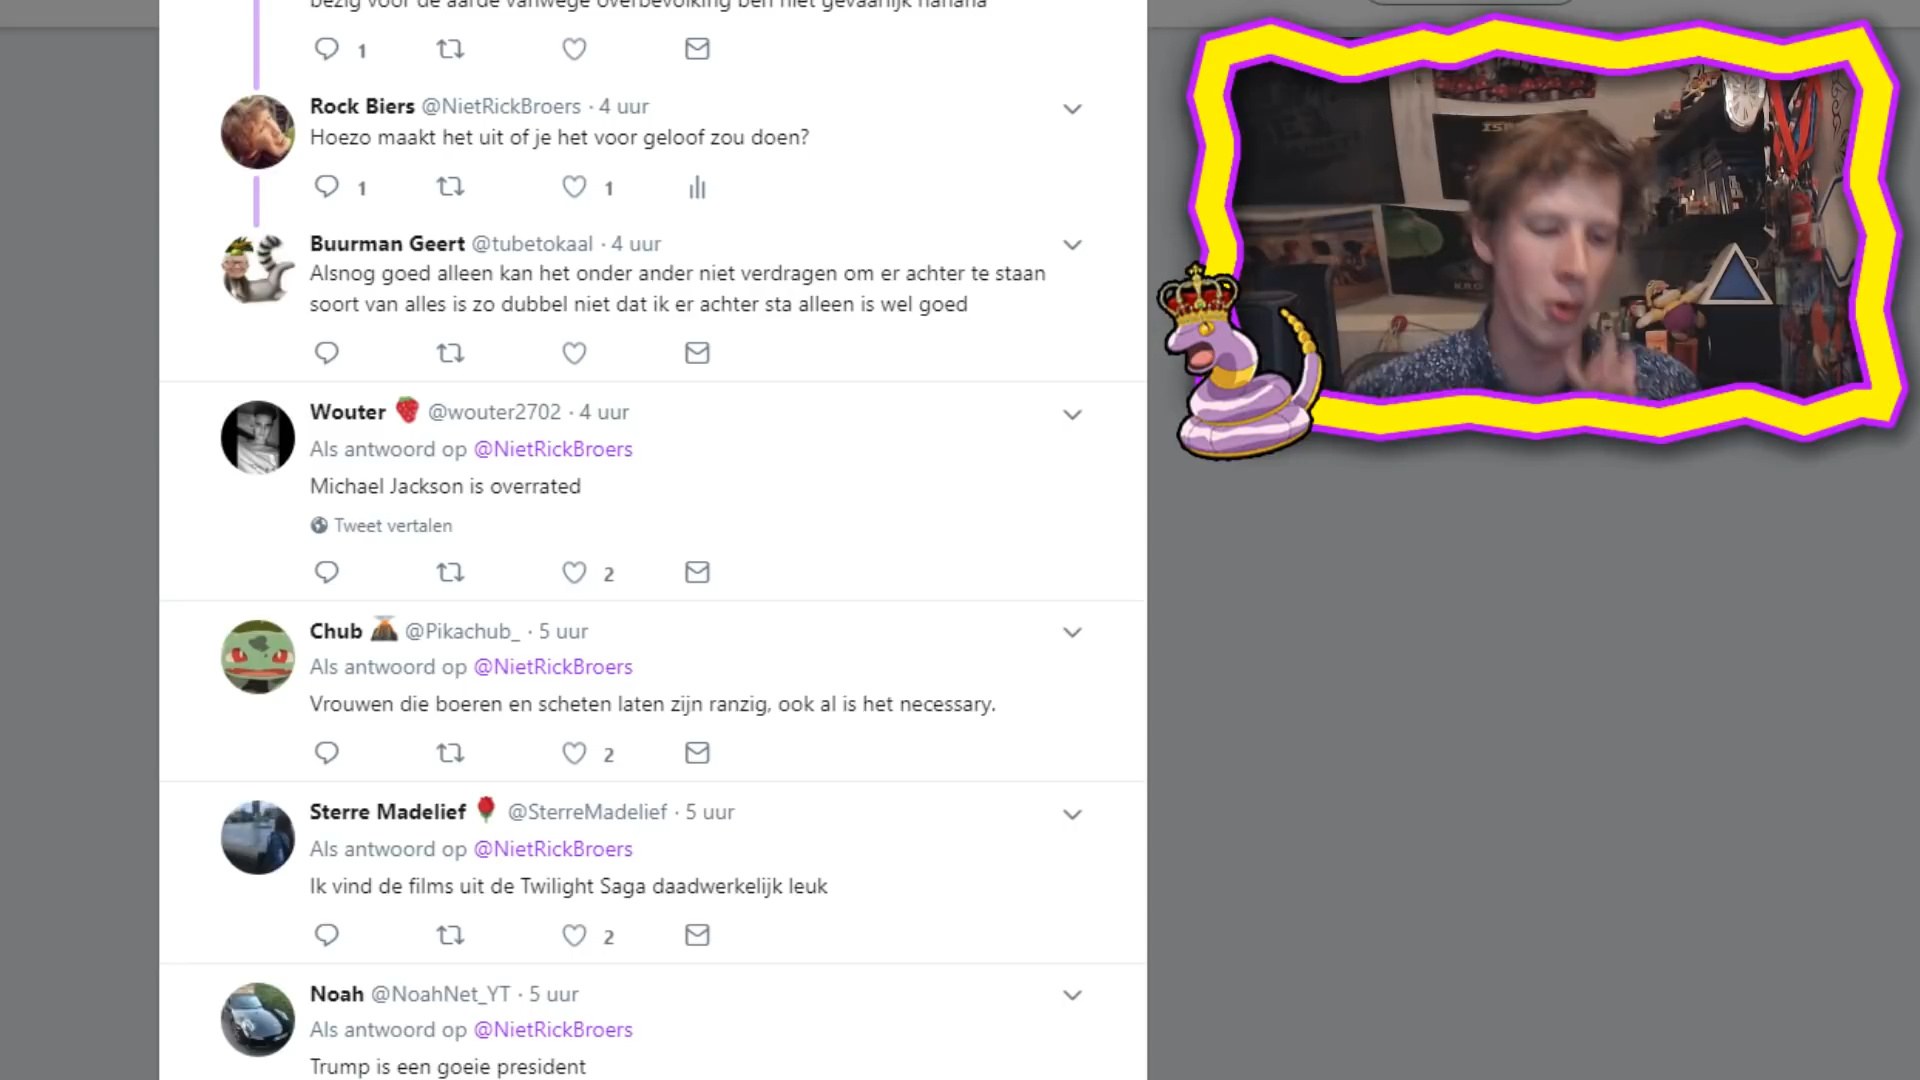 bezig voor de aarde vanwege overbevolking ben niet gevaarlijk hahaha
1
Rock Biers @NietRickBroers · 4 uur
Hoezo maakt het uit of je het voor geloof zou doen?
1 1
Buurman Geert @tubetokaal · 4 uur
Alsnog goed alleen kan het onder ander niet verdragen om er achter te staan
soort van alles is zo dubbel niet dat ik er achter sta alleen is wel goed
Wouter 🍓 @wouter2702 · 4 uur
Als antwoord op @NietRickBroers
Michael Jackson is overrated
Tweet vertalen
2
Chub 🌋 @Pikachub_ · 5 uur
Als antwoord op @NietRickBroers
Vrouwen die boeren en scheten laten zijn ranzig, ook al is het necessary.
2
Sterre Madelief 🌹 @SterreMadelief · 5 uur
Als antwoord op @NietRickBroers
Ik vind de films uit de Twilight Saga daadwerkelijk leuk
2
Noah @NoahNet_YT · 5 uur
Als antwoord op @NietRickBroers
Trump is een goeie president